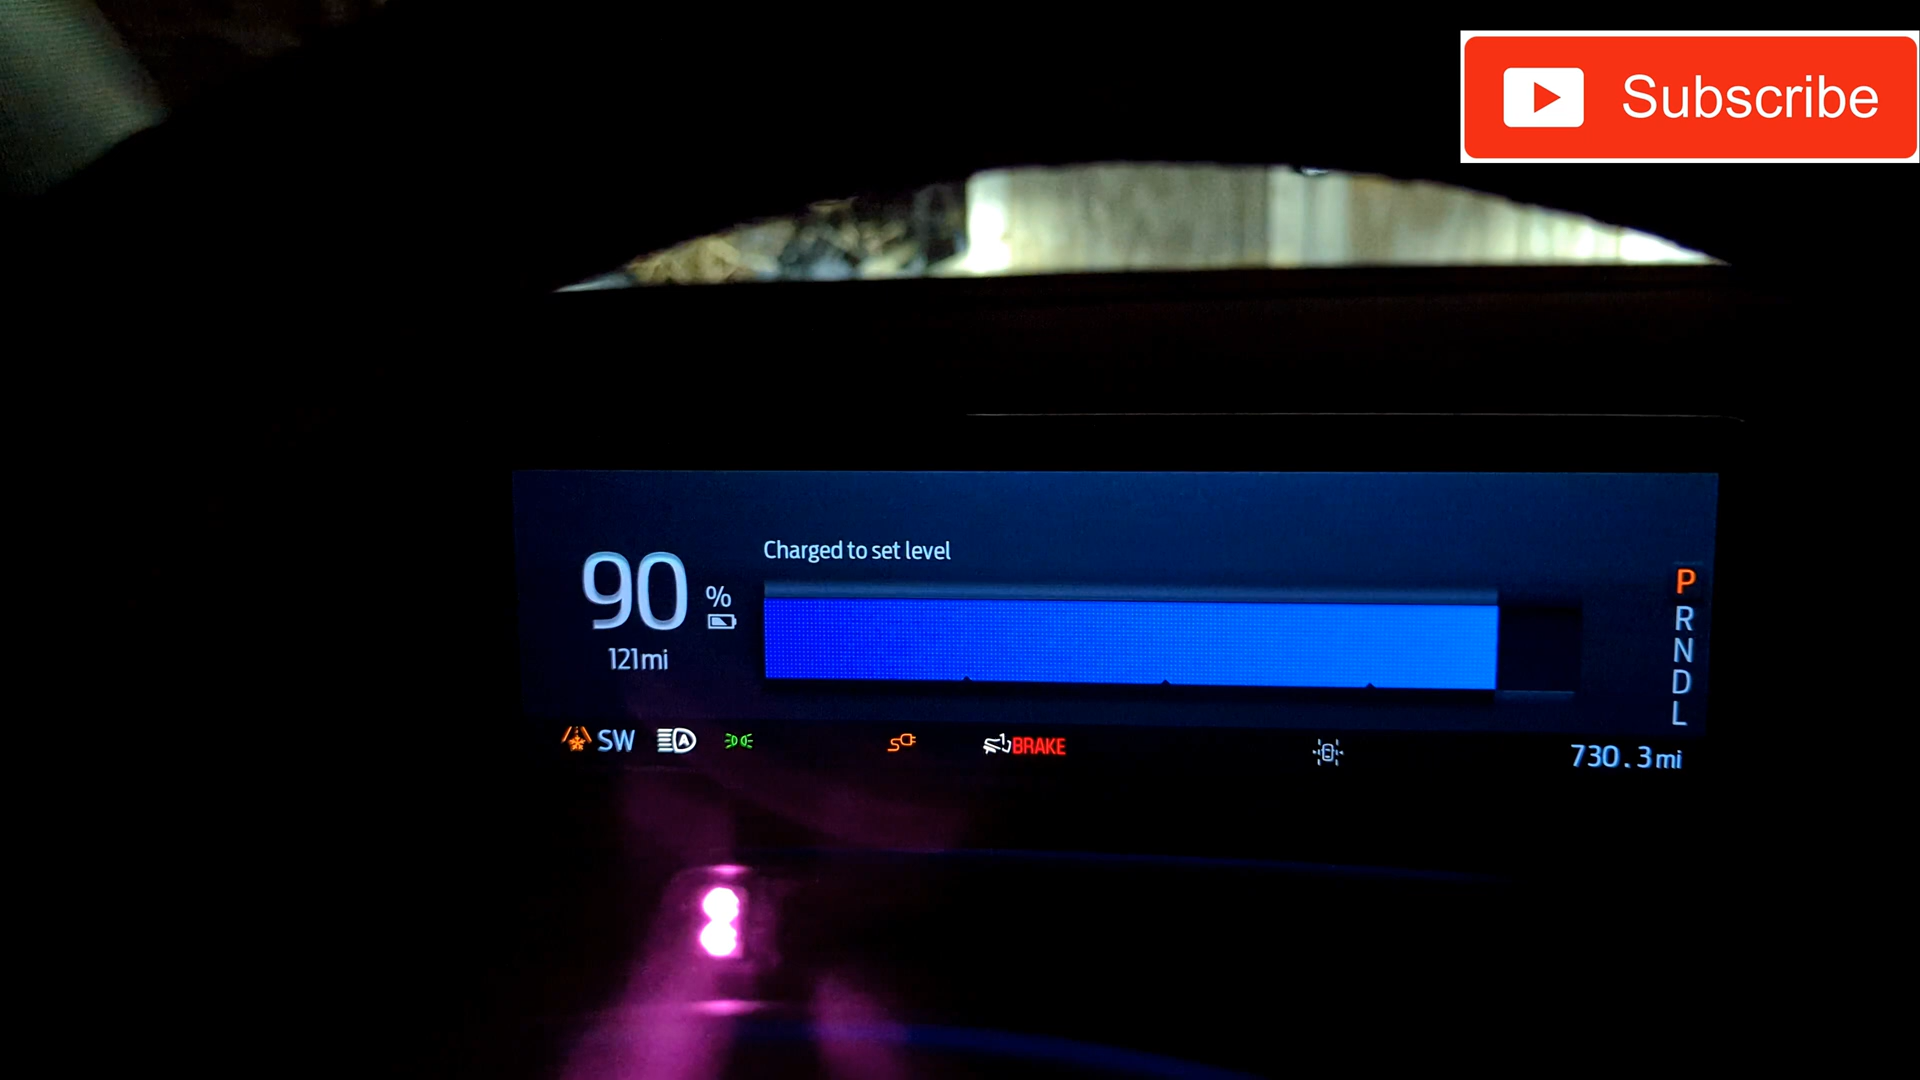 Subscribe
Charged to set level
90 %
121mi
P
R
N
D
L
SW
A
BRAKE
730.3mi